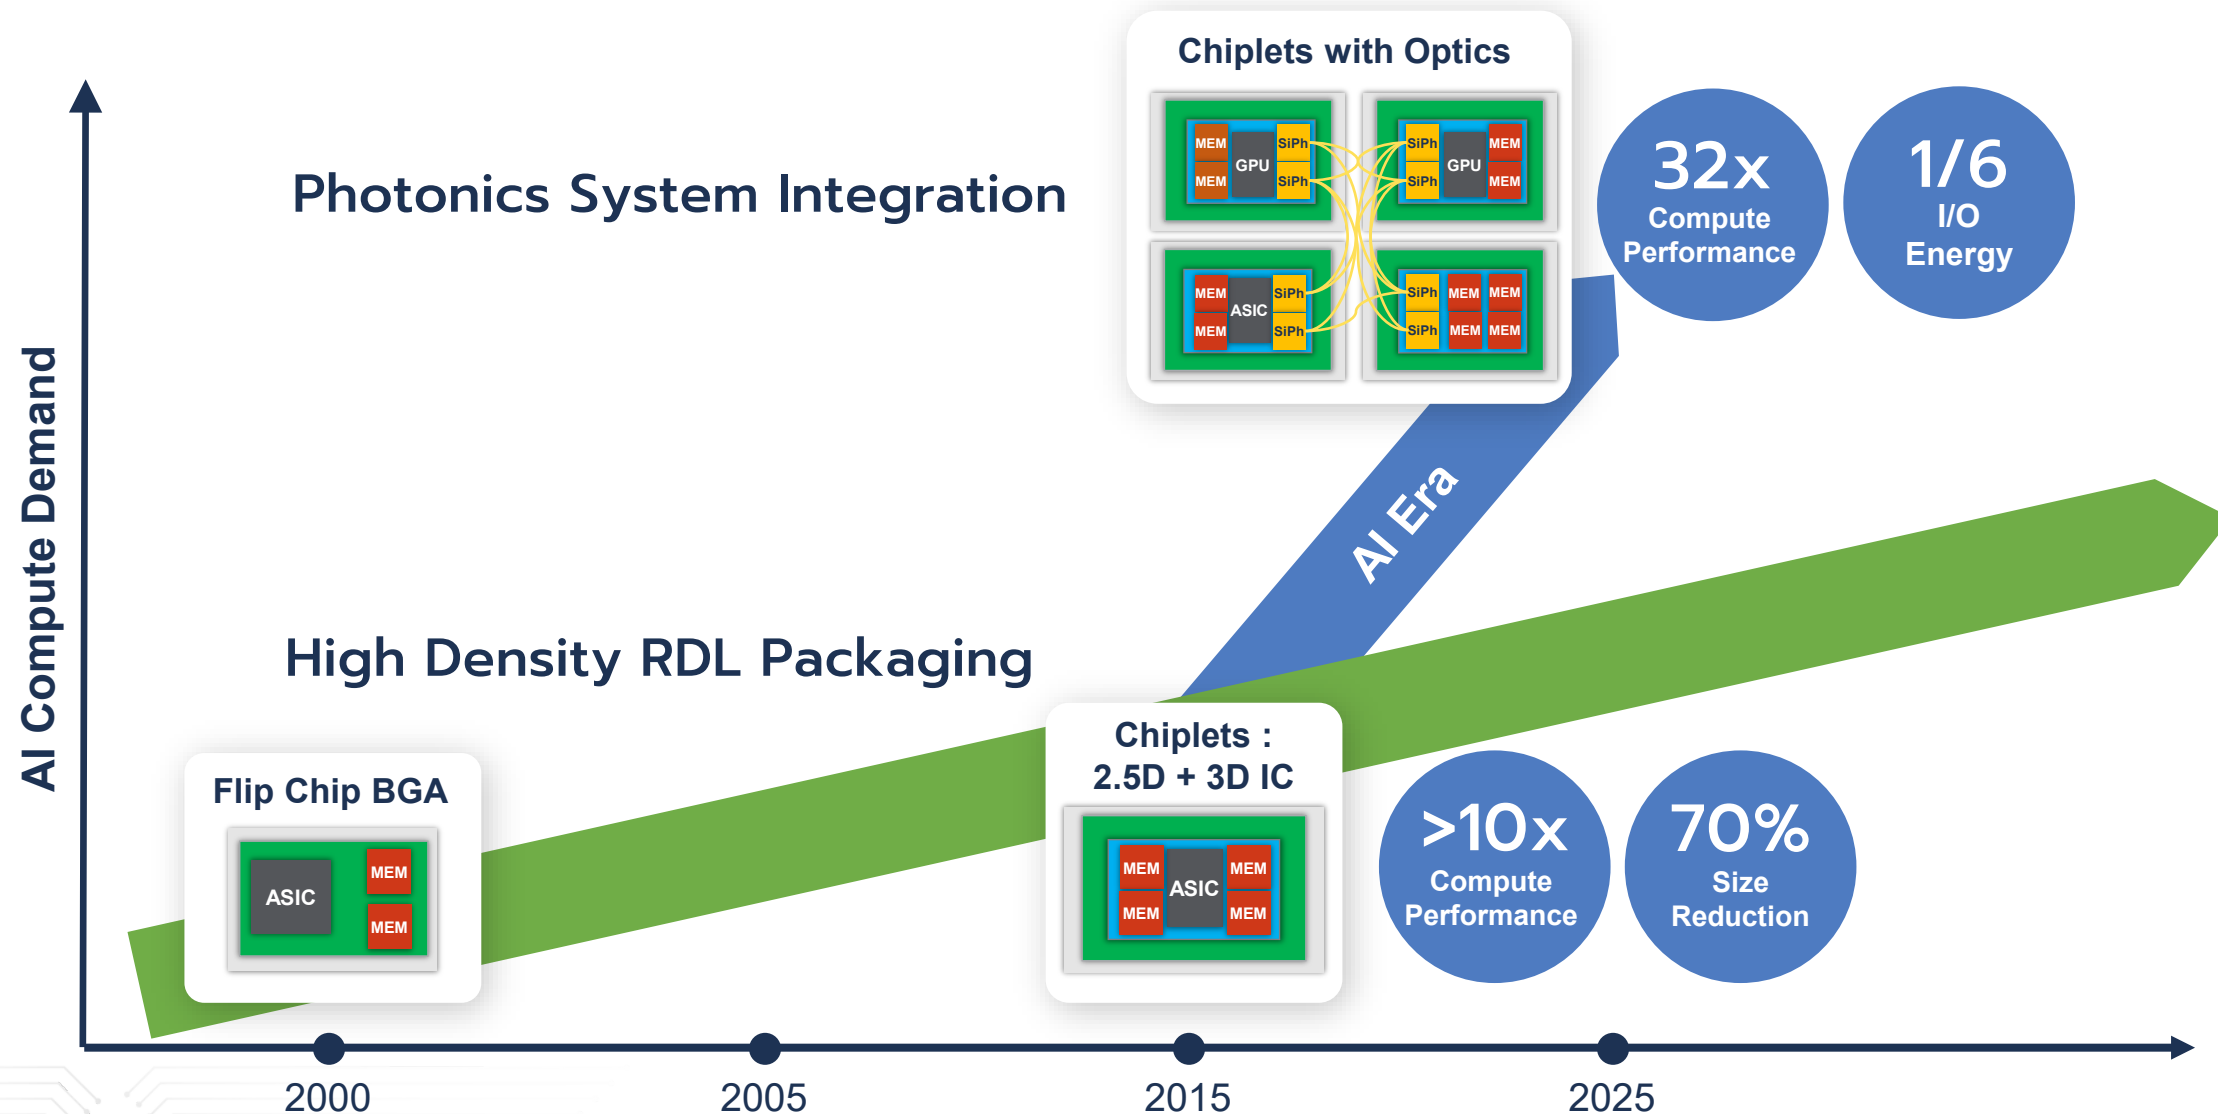 Chiplets with Optics
MEM
MEM
GPU
SiPh
SiPh
SiPh
SiPh
GPU
MEM
MEM
MEM
MEM
ASIC
SiPh
SiPh
SiPh
SiPh
MEM
MEM
MEM
MEM
32x
Compute
Performance
1/6
I/O
Energy
Photonics System Integration
AI Compute Demand
AI Era
High Density RDL Packaging
Flip Chip BGA
ASIC
MEM
MEM
Chiplets :
2.5D + 3D IC
MEM
MEM
ASIC
MEM
MEM
>10x
Compute
Performance
70%
Size
Reduction
2000
2005
2015
2025